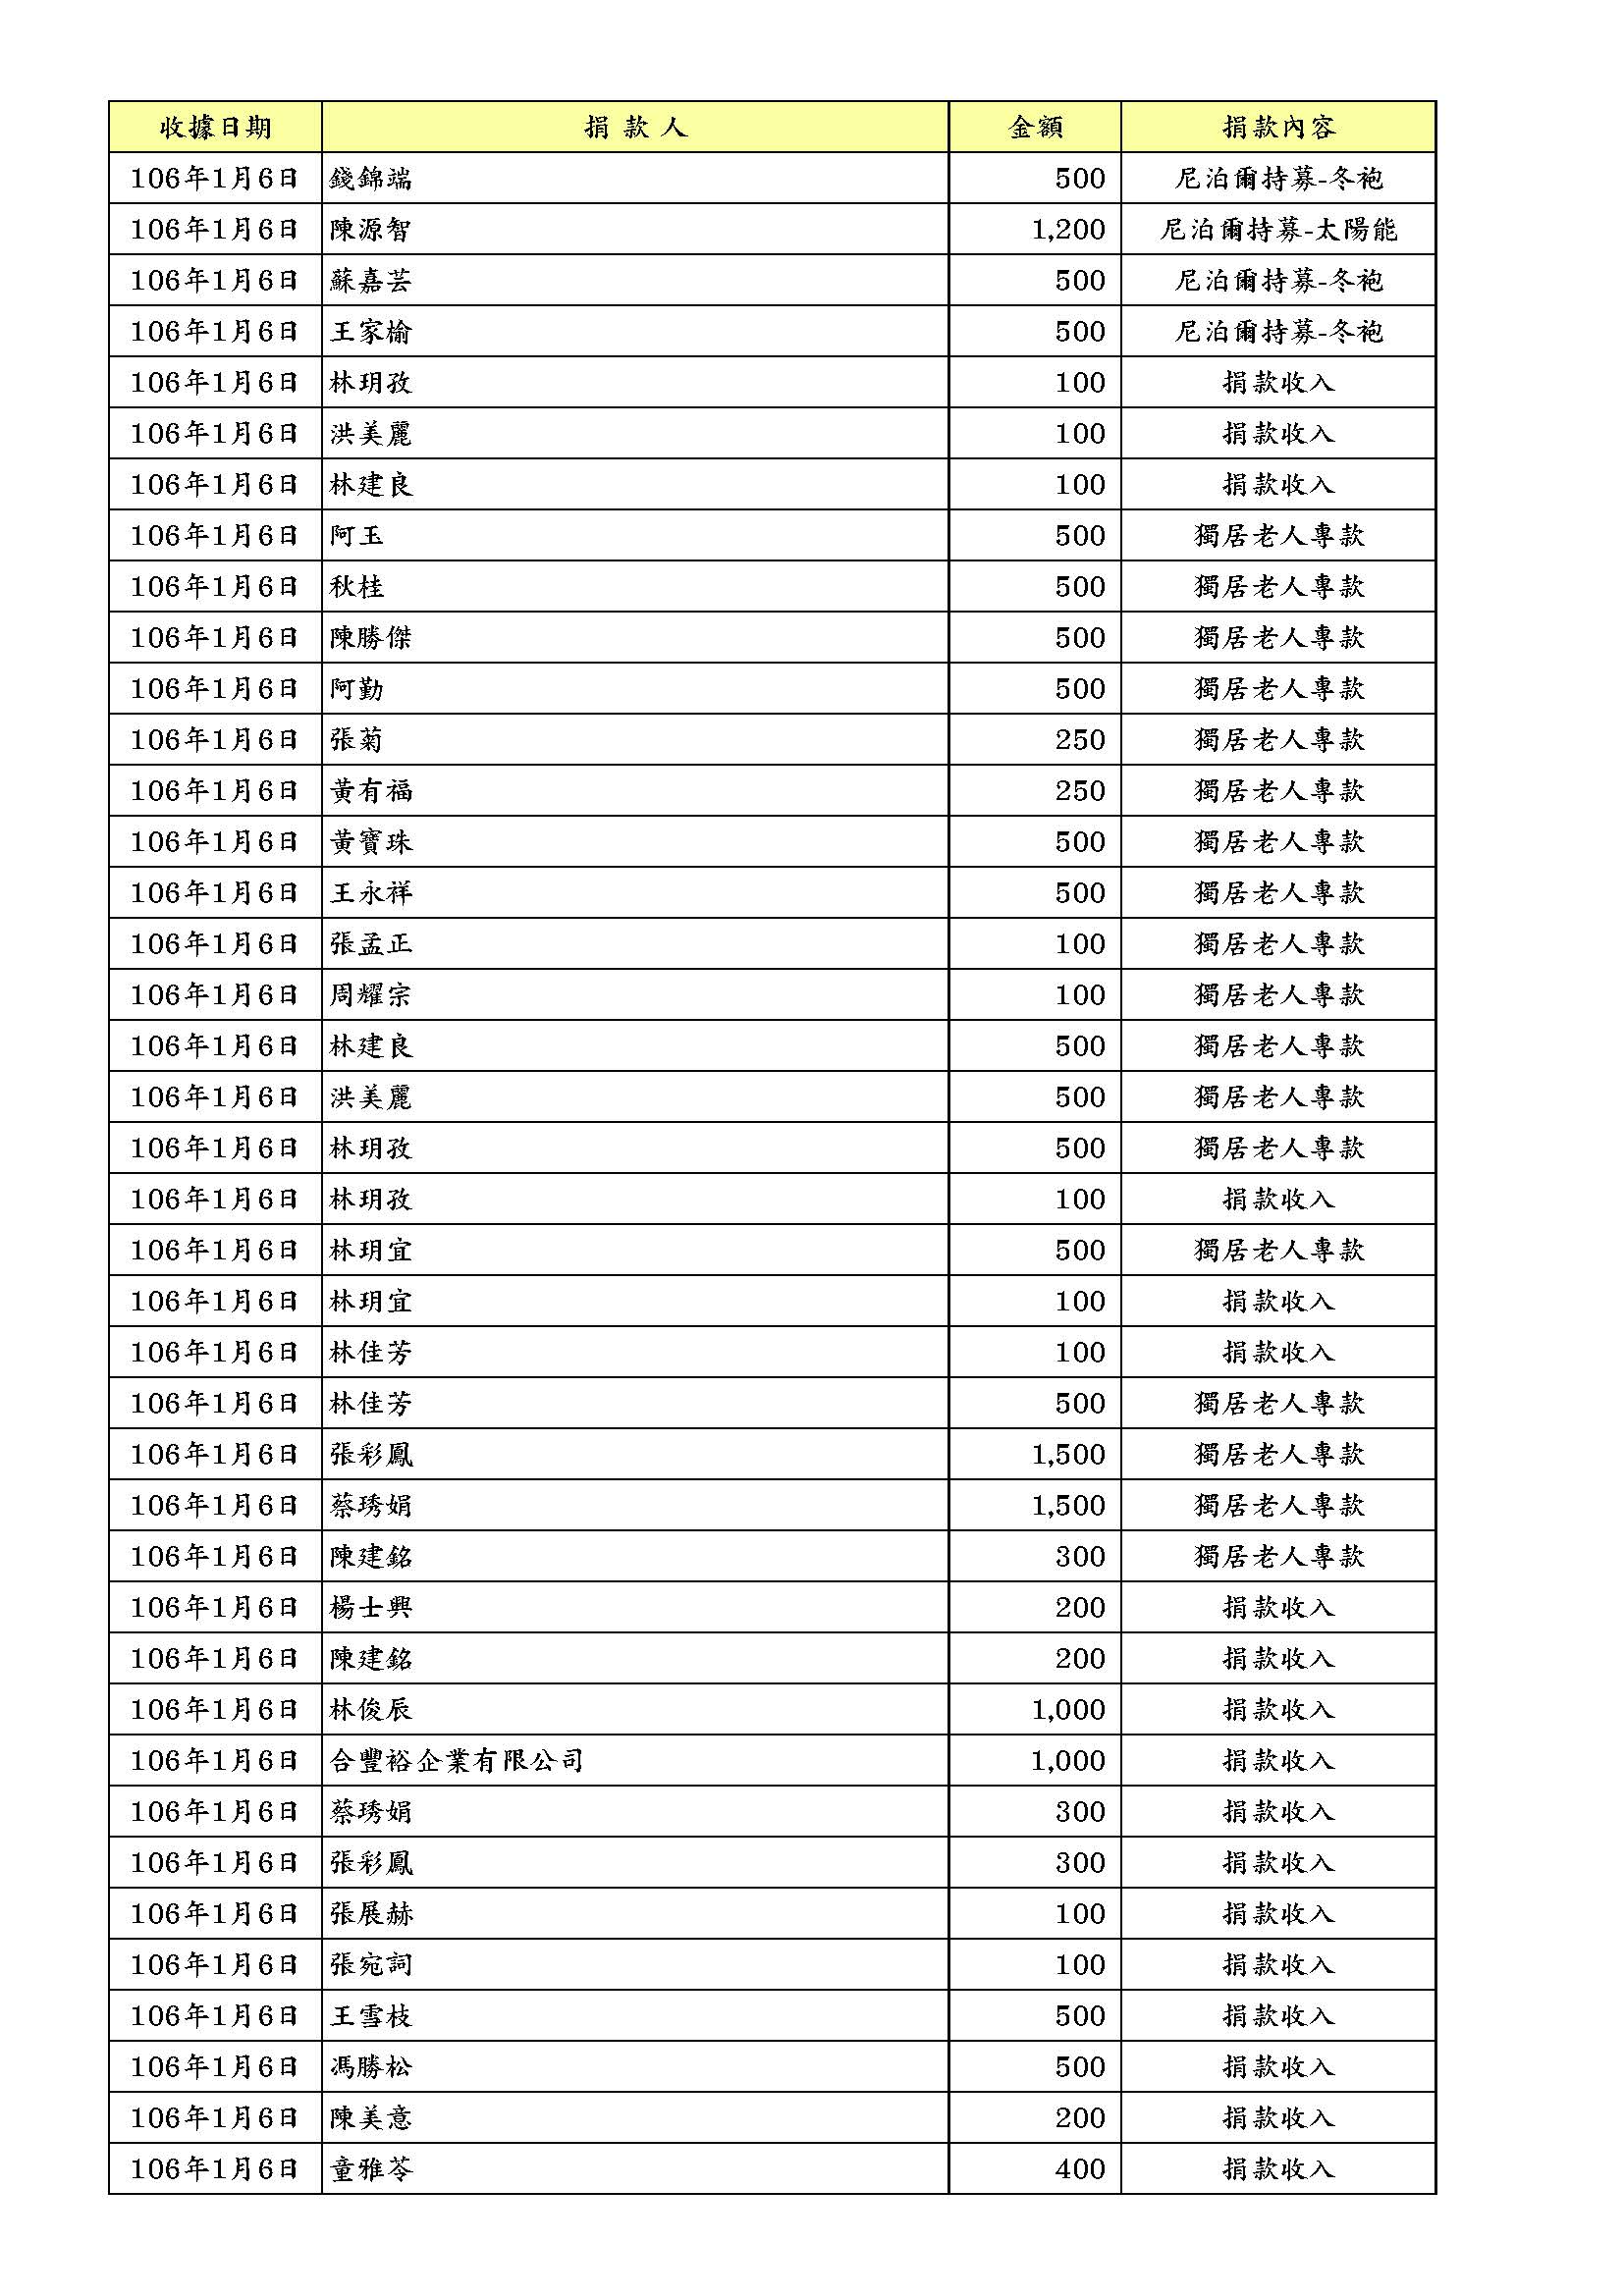 收據日期 捐 款 人 金額 捐款內容
106年1月6日 錢錦端 500 尼泊爾持募-冬袍
106年1月6日 陳源智 1,200 尼泊爾持募-太陽能
106年1月6日 蘇嘉芸 500 尼泊爾持募-冬袍
106年1月6日 王家榆 500 尼泊爾持募-冬袍
106年1月6日 林玥孜 100 捐款收入
106年1月6日 洪美麗 100 捐款收入
106年1月6日 林建良 100 捐款收入
106年1月6日 阿玉 500 獨居老人專款
106年1月6日 秋桂 500 獨居老人專款
106年1月6日 陳勝傑 500 獨居老人專款
106年1月6日 阿勤 500 獨居老人專款
106年1月6日 張菊 250 獨居老人專款
106年1月6日 黃有福 250 獨居老人專款
106年1月6日 黃寶珠 500 獨居老人專款
106年1月6日 王永祥 500 獨居老人專款
106年1月6日 張孟正 100 獨居老人專款
106年1月6日 周耀宗 100 獨居老人專款
106年1月6日 林建良 500 獨居老人專款
106年1月6日 洪美麗 500 獨居老人專款
106年1月6日 林玥孜 500 獨居老人專款
106年1月6日 林玥孜 100 捐款收入
106年1月6日 林玥宜 500 獨居老人專款
106年1月6日 林玥宜 100 捐款收入
106年1月6日 林佳芳 100 捐款收入
106年1月6日 林佳芳 500 獨居老人專款
106年1月6日 張彩鳳 1,500 獨居老人專款
106年1月6日 蔡琇娟 1,500 獨居老人專款
106年1月6日 陳建銘 300 獨居老人專款
106年1月6日 楊士興 200 捐款收入
106年1月6日 陳建銘 200 捐款收入
106年1月6日 林俊辰 1,000 捐款收入
106年1月6日 合豐裕企業有限公司 1,000 捐款收入
106年1月6日 蔡琇娟 300 捐款收入
106年1月6日 張彩鳳 300 捐款收入
106年1月6日 張展赫 100 捐款收入
106年1月6日 張宛詞 100 捐款收入
106年1月6日 王雪枝 500 捐款收入
106年1月6日 馮勝松 500 捐款收入
106年1月6日 陳美意 200 捐款收入
106年1月6日 童雅苓 400 捐款收入